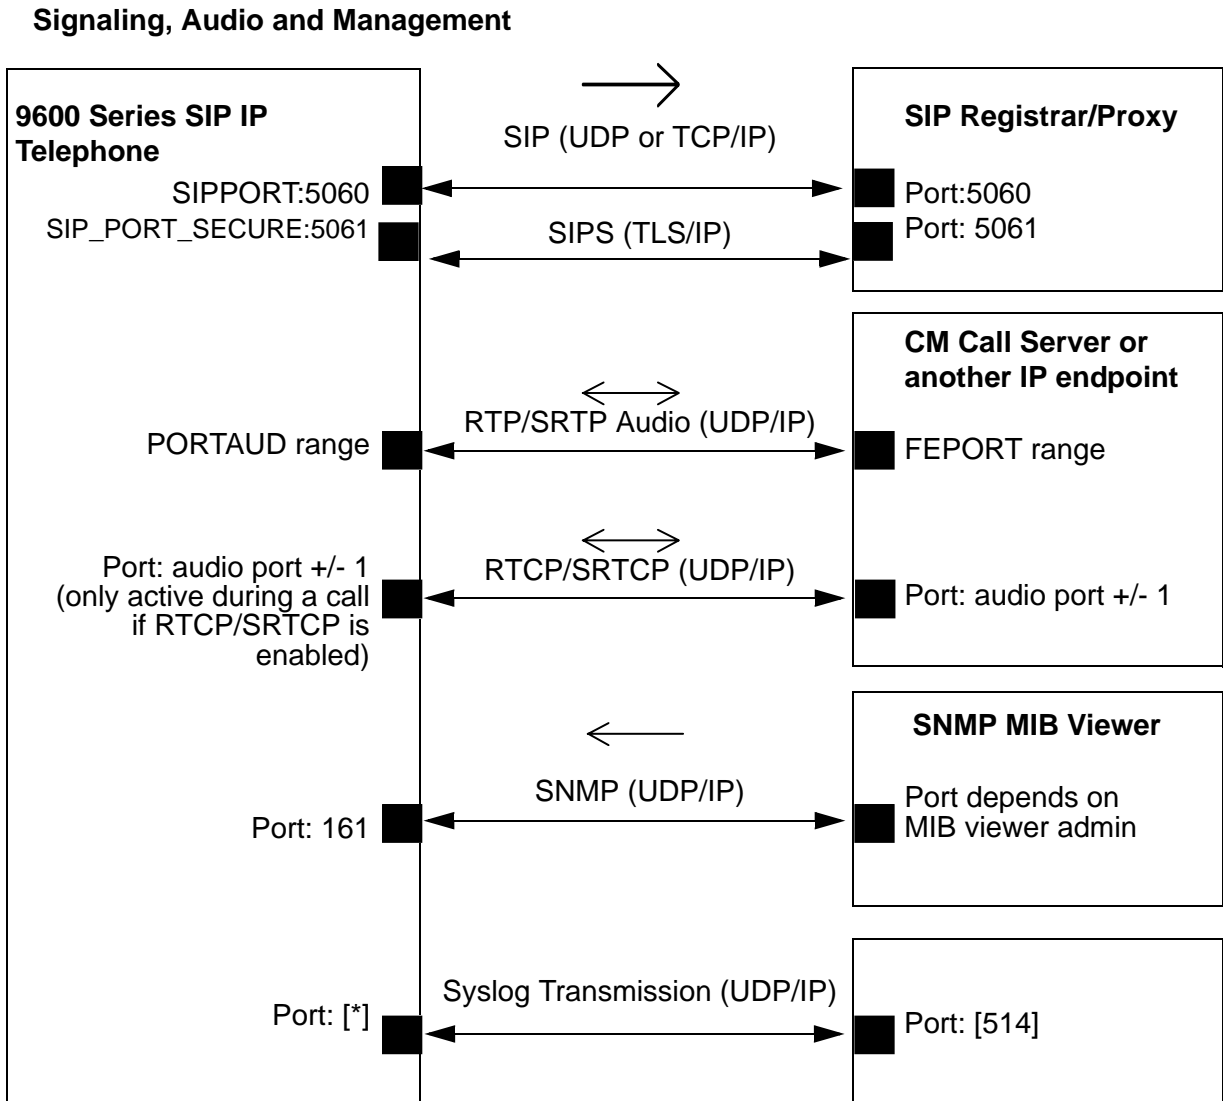 Signaling, Audio and Management
9600 Series SIP IP
Telephone
SIP (UDP or TCP/IP)
SIP Registrar/Proxy
SIPPORT:5060
Port:5060
SIP_PORT_SECURE:5061
SIPS (TLS/IP)
Port: 5061
CM Call Server or
another IP endpoint
RTP/SRTP Audio (UDP/IP)
PORTAUD range
FEPORT range
RTCP/SRTCP (UDP/IP)
Port: audio port +/- 1
(only active during a call
if RTCP/SRTCP is
enabled)
Port: audio port +/- 1
SNMP MIB Viewer
SNMP (UDP/IP)
Port: 161
Port depends on
MIB viewer admin
Syslog Transmission (UDP/IP)
Port: [*]
Port: [514]